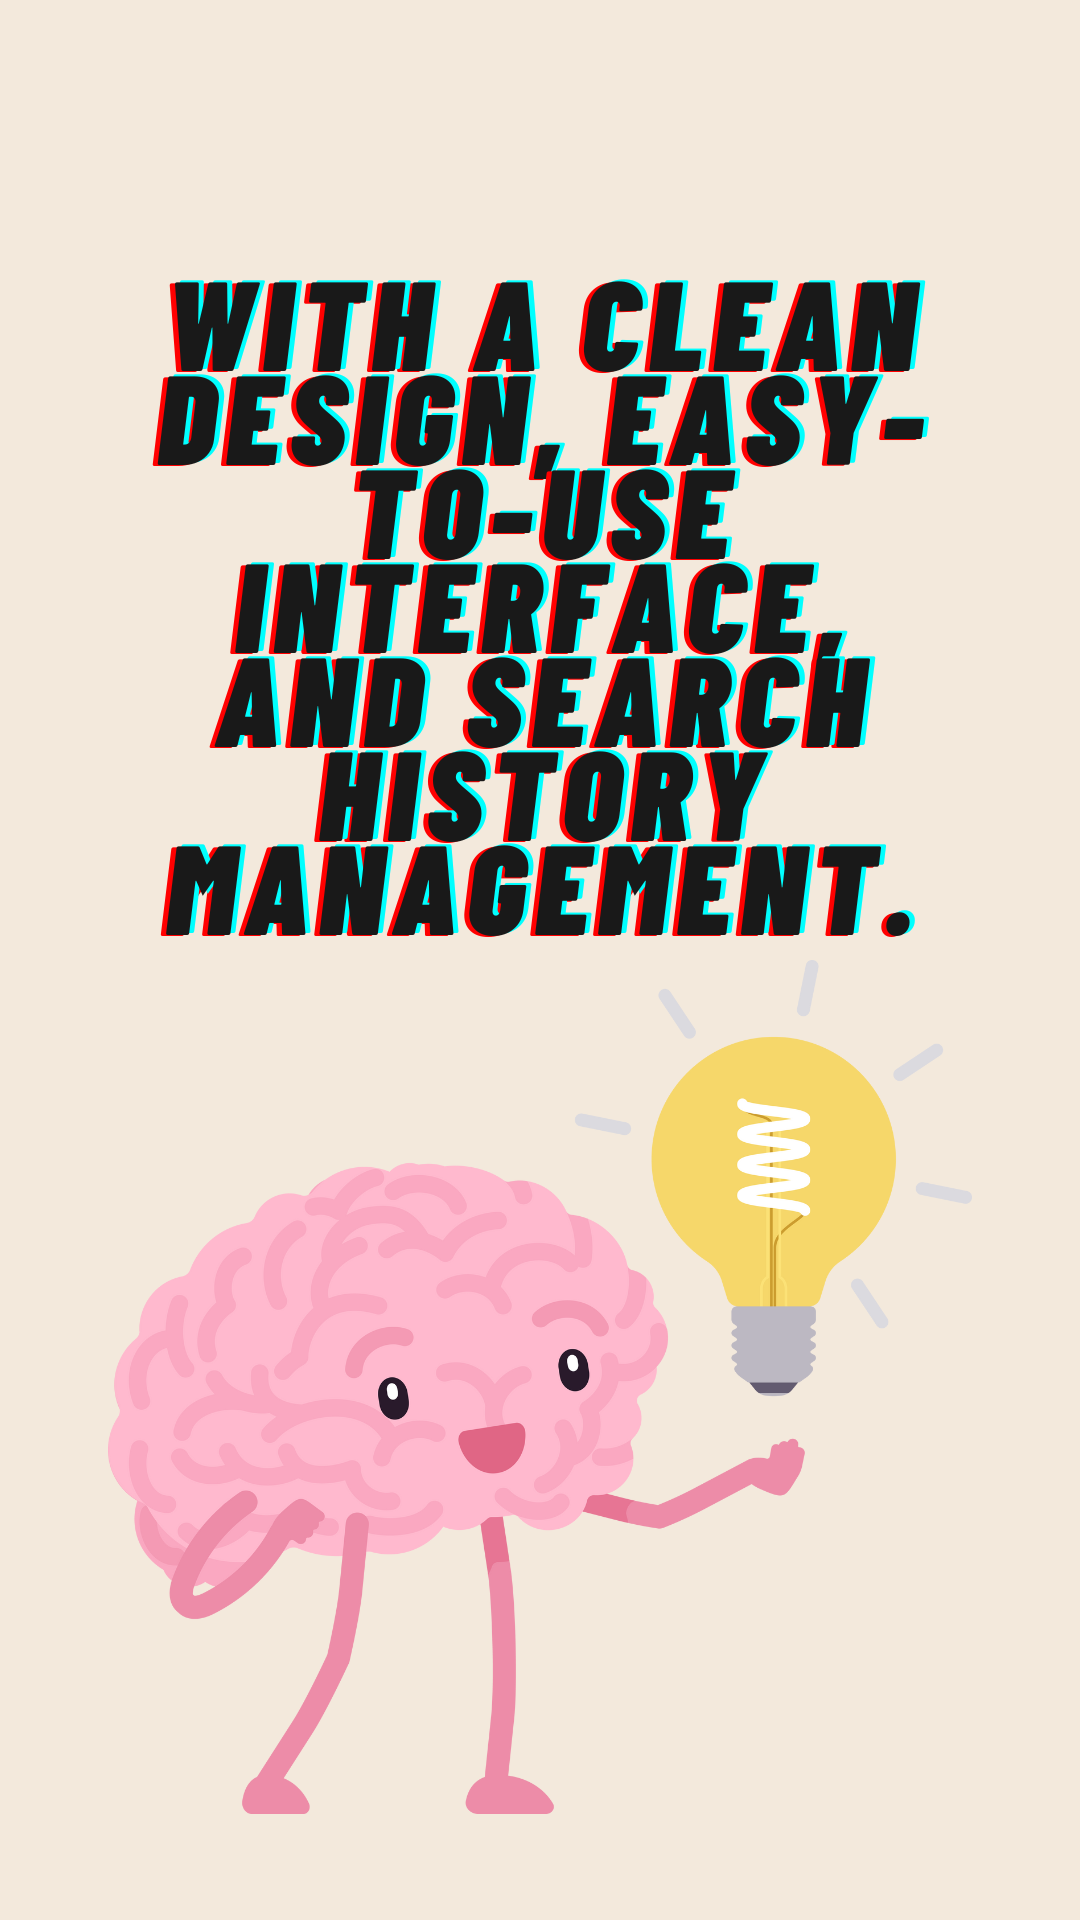 WITH A CLEAN
DESIGN, EASY-
TO-USE
INTERFACE,
AND SEARCH
HISTORY
MANAGEMENT.